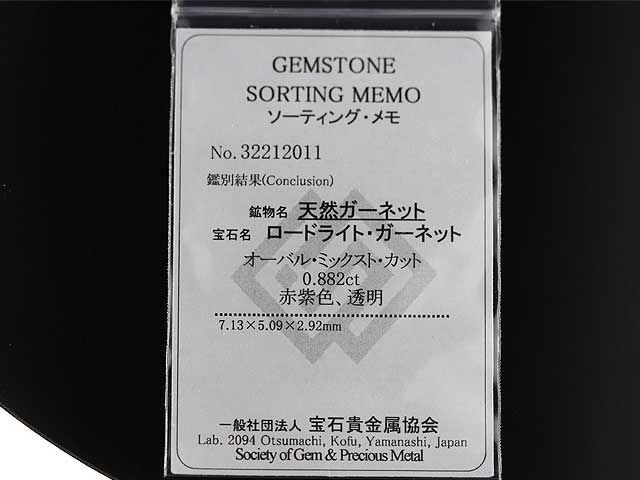 GEMSTONE
SORTING MEMO
ソーティング・メモ
No. 32212011
鑑別結果(Conclusion)
鉱物名 天然ガーネット
宝石名 ロードライト・ガーネット
オーバル・ミックスト・カット
0.882ct
赤紫色、透明
7.13×5.09×2.92mm
一般社団法人 宝石貴金属協会
Lab. 2094 Otsumachi, Kofu, Yamanashi, Japan
Society of Gem & Precious Metal